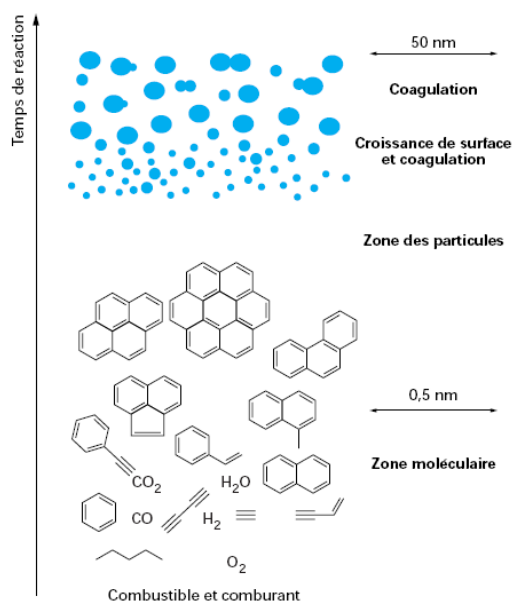 Temps de réaction
50 nm
Coagulation
Croissance de surface
et coagulation
Zone des particules
0,5 nm
Zone moléculaire
CO2
H2O
CO
H2
O2
Combustible et comburant